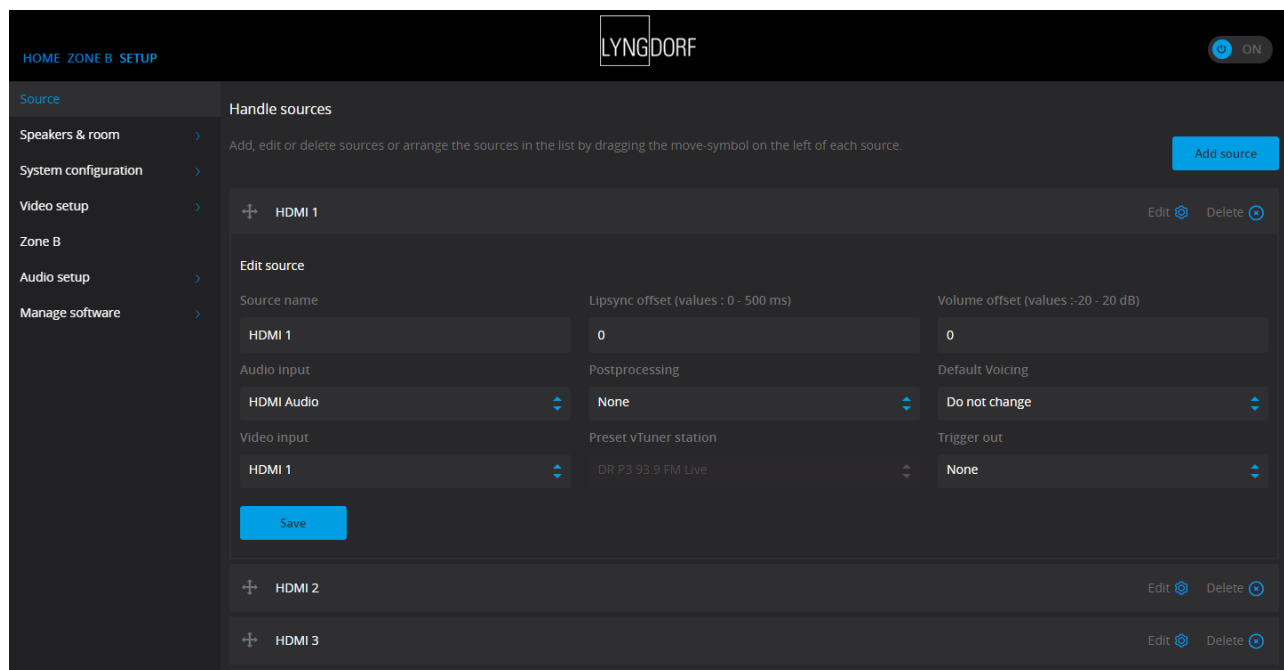 LYNGDORF
HOME ZONE B SETUP
ON
Source
Speakers & room
System configuration
Video setup
Zone B
Audio setup
Manage software
Handle sources
Add, edit or delete sources or arrange the sources in the list by dragging the move-symbol on the left of each source.
Add source
HDMI 1 Edit Delete
Edit source
Source name Lipsync offset (values : 0 - 500 ms) Volume offset (values :-20 - 20 dB)
HDMI 1 0 0
Audio input Postprocessing Default Voicing
HDMI Audio None Do not change
Video input Preset vTuner station Trigger out
HDMI 1 DR P3 93.9 FM Live None
Save
HDMI 2 Edit Delete
HDMI 3 Edit Delete